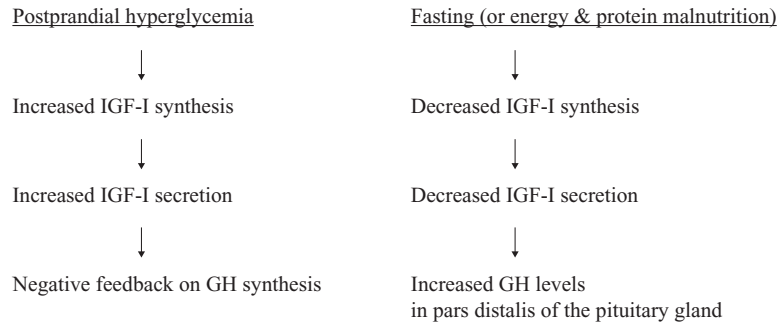 Postprandial hyperglycemia
Increased IGF-I synthesis
Increased IGF-I secretion
Negative feedback on GH synthesis
Fasting (or energy & protein malnutrition)
Decreased IGF-I synthesis
Decreased IGF-I secretion
Increased GH levels
in pars distalis of the pituitary gland